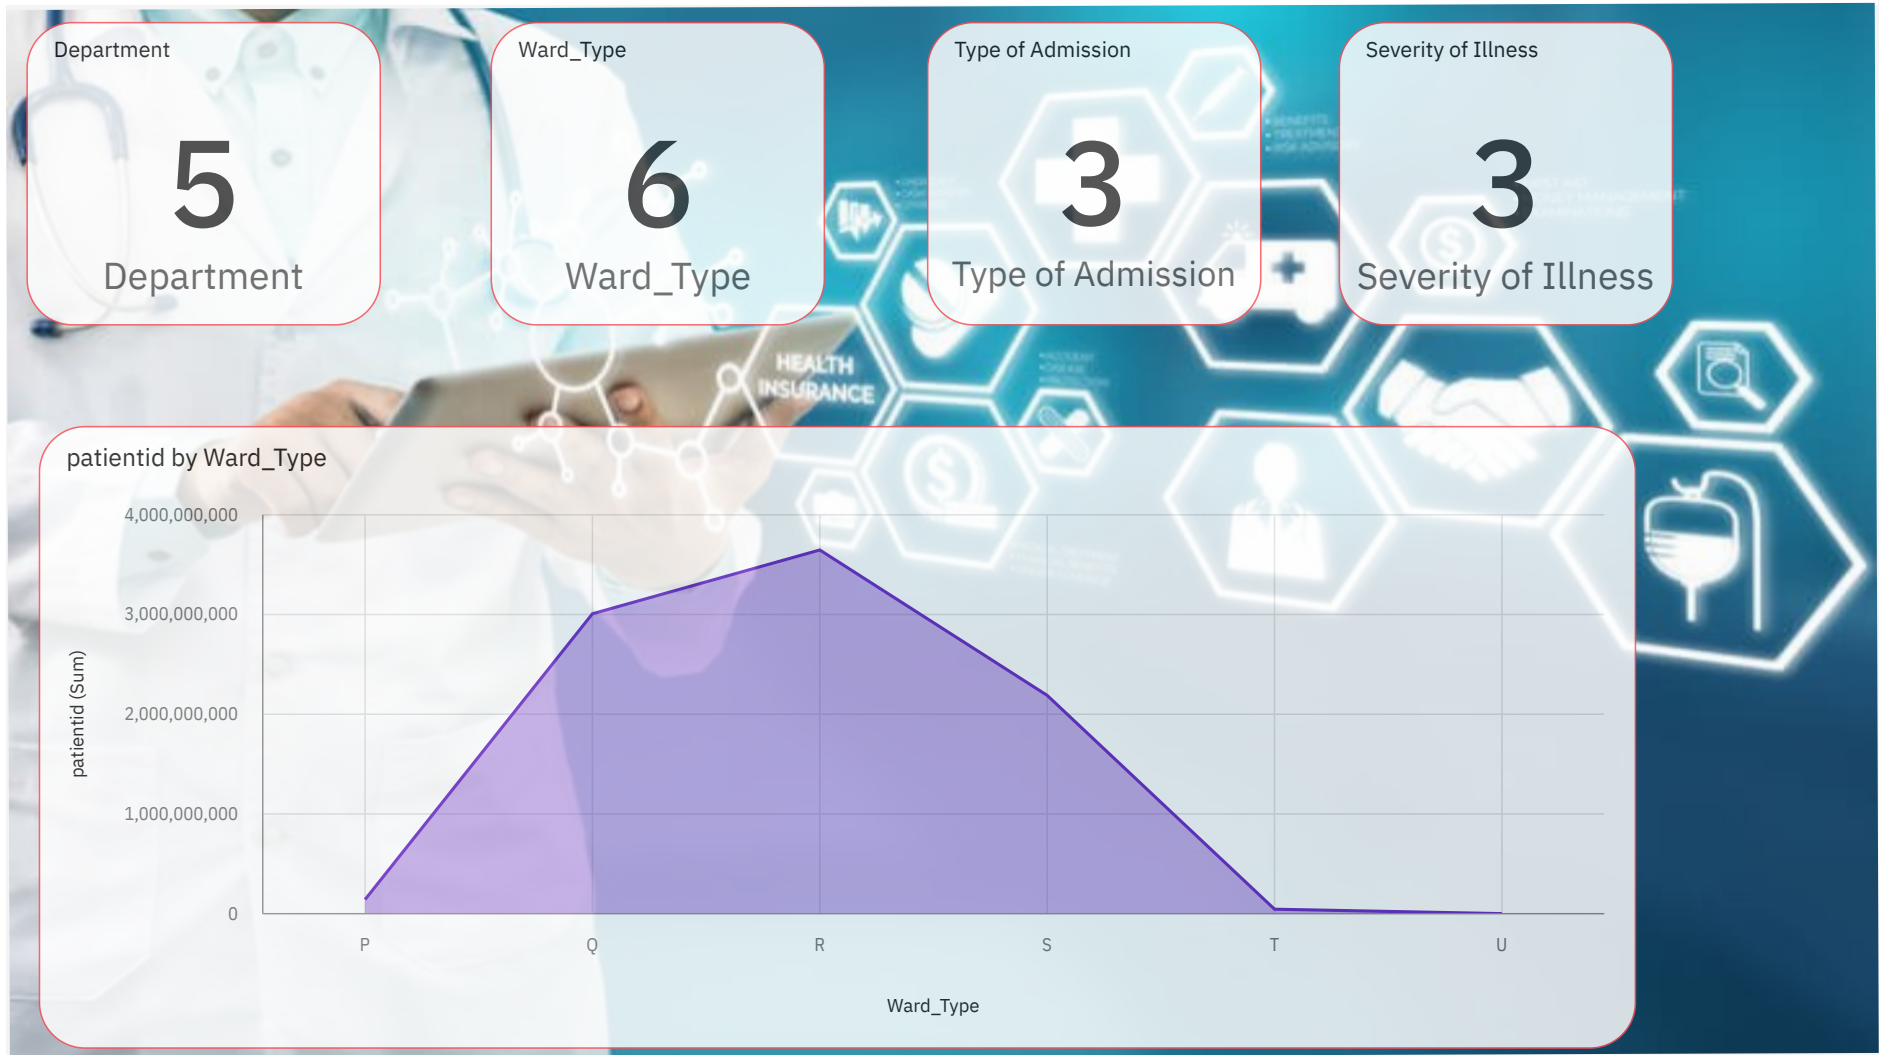 Department
5
Department
Ward_Type
6
Ward_Type
Type of Admission
3
Type of Admission
Severity of Illness
3
Severity of Illness
HEALTH
INSURANCE
patientid by Ward_Type
patientid (Sum)
4,000,000,000
3,000,000,000
2,000,000,000
1,000,000,000
0
P
Q
R
S
T
U
Ward_Type